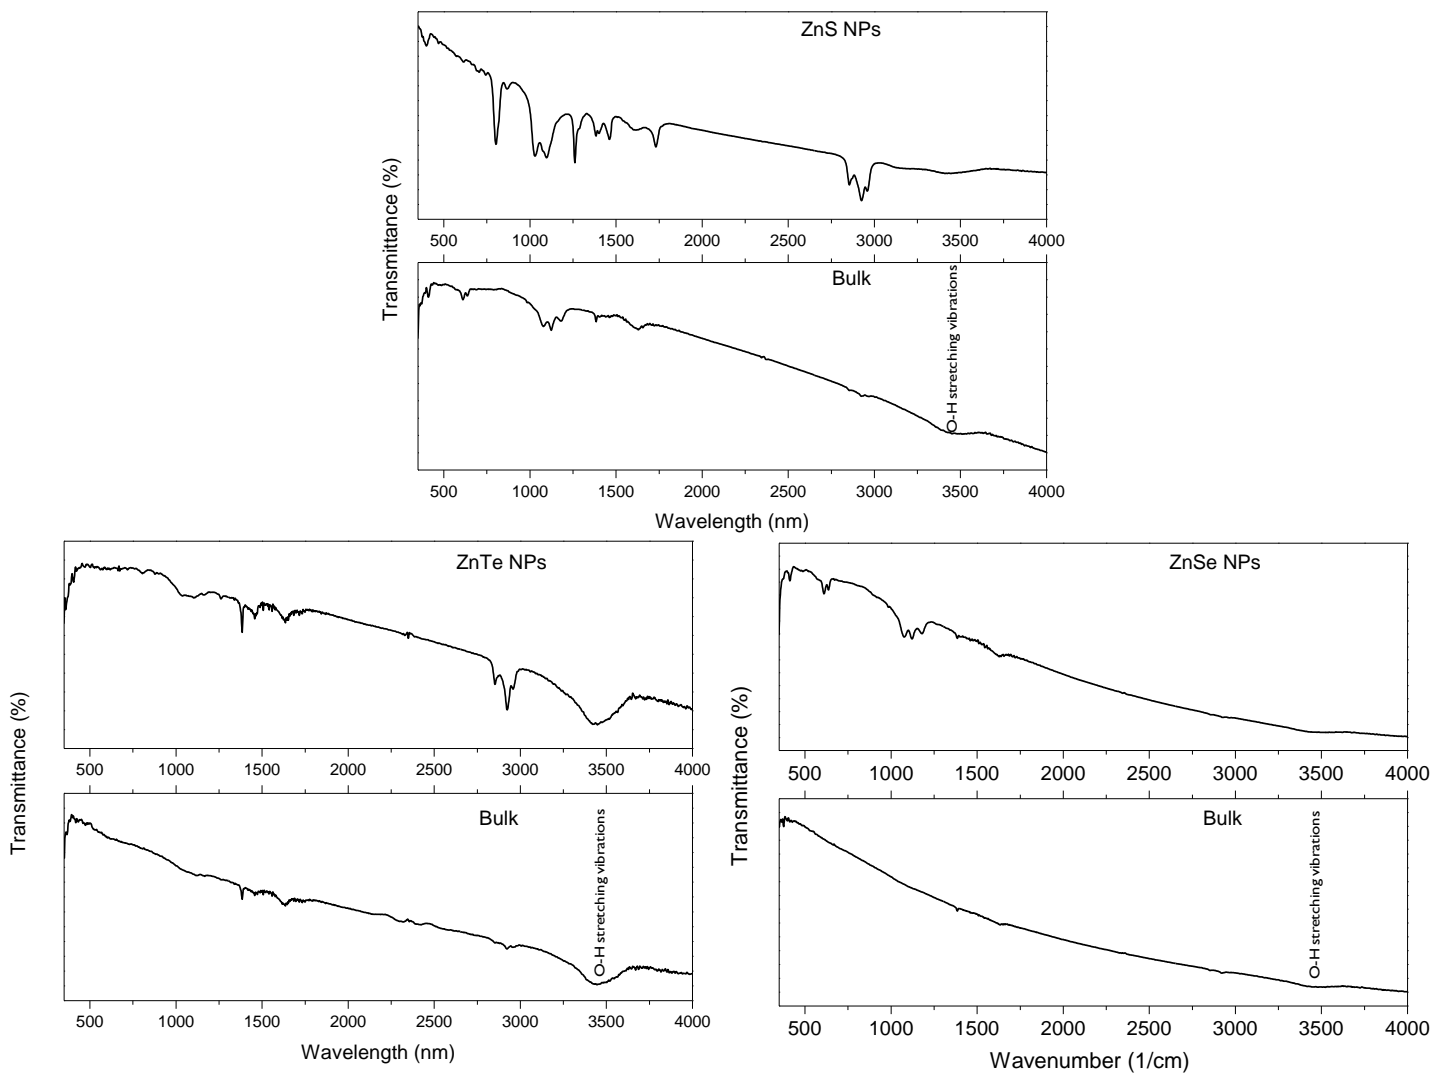 ZnS NPs
500 1000 1500 2000 2500 3000 3500 4000
Transmittance (%)
Bulk
O-H stretching vibrations
500 1000 1500 2000 2500 3000 3500 4000
Wavelength (nm)
ZnTe NPs
500 1000 1500 2000 2500 3000 3500 4000
Transmittance (%)
Bulk
O-H stretching vibrations
500 1000 1500 2000 2500 3000 3500 4000
Wavelength (nm)
ZnSe NPs
500 1000 1500 2000 2500 3000 3500 4000
Transmittance (%)
Bulk
O-H stretching vibrations
500 1000 1500 2000 2500 3000 3500 4000
Wavenumber (1/cm)